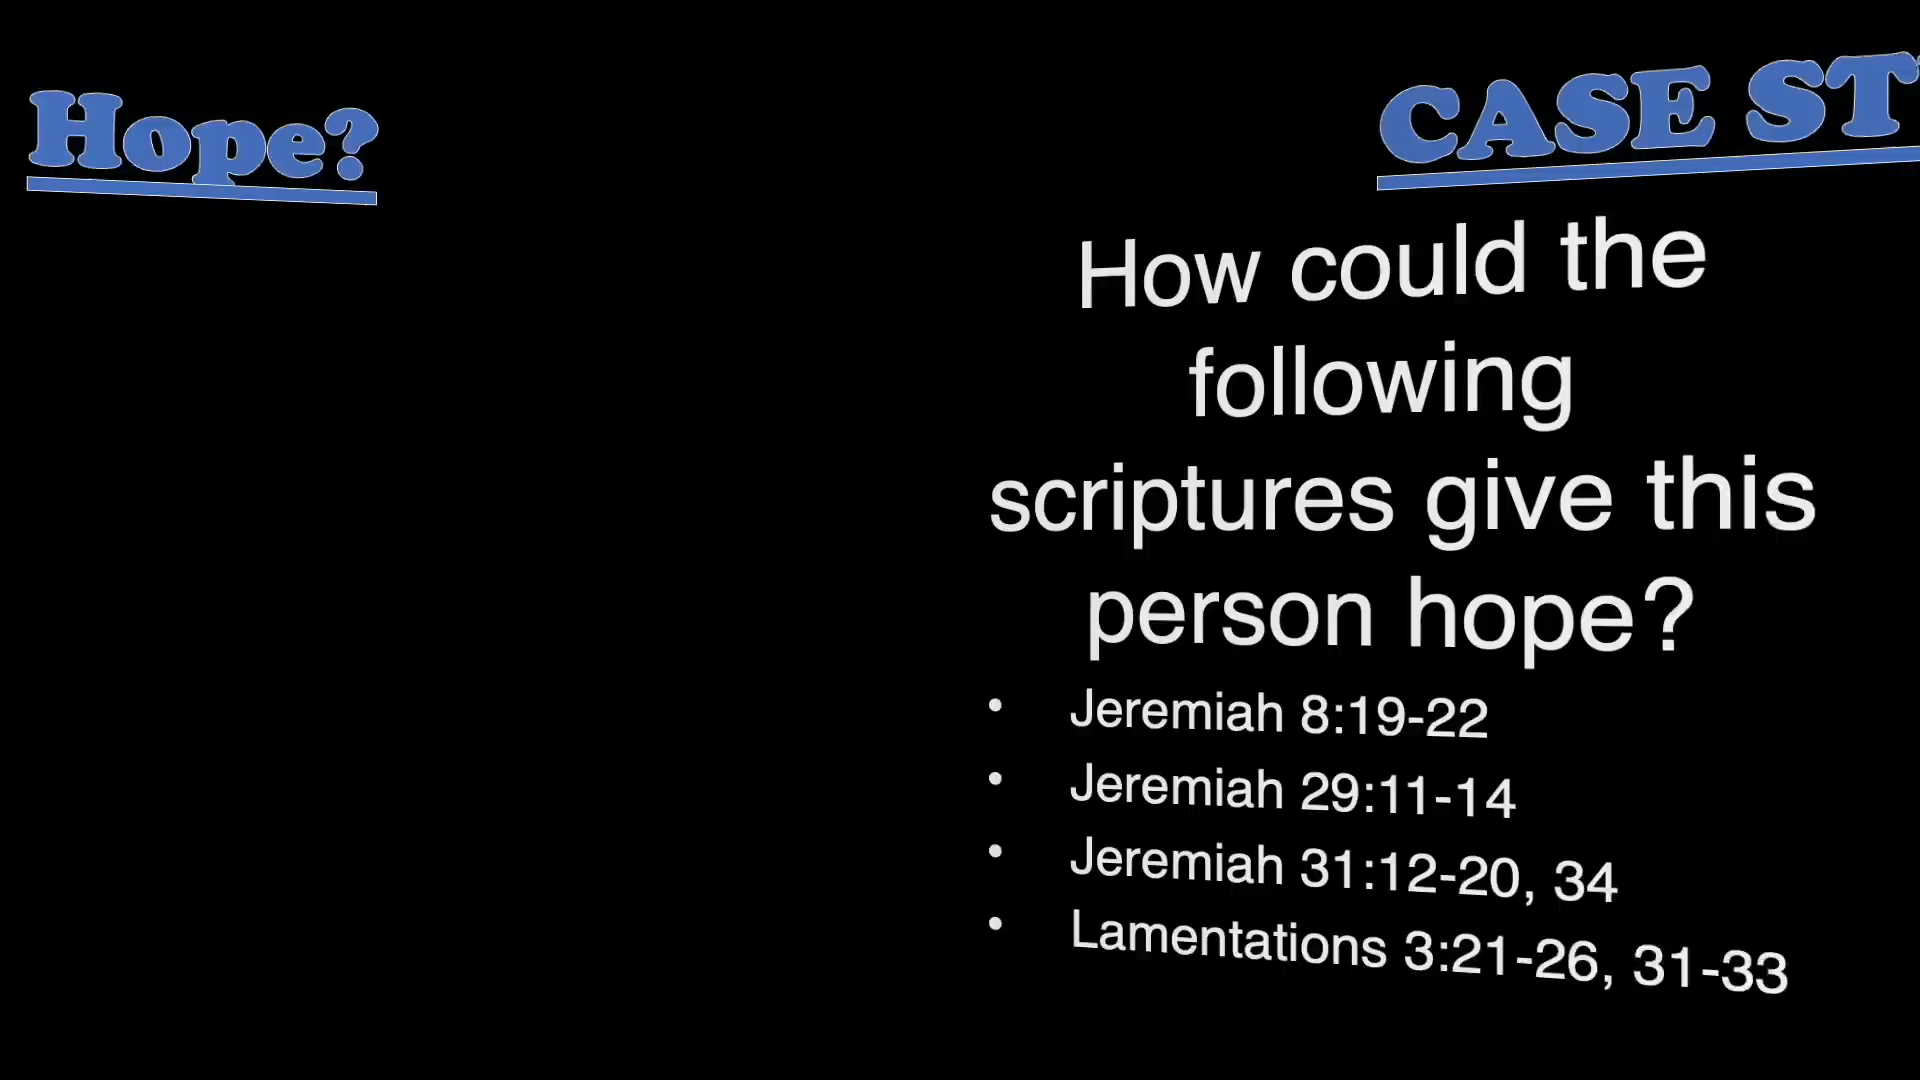 Hope?
CASE ST
How could the
following
scriptures give this
person hope?
• Jeremiah 8:19-22
• Jeremiah 29:11-14
• Jeremiah 31:12-20, 34
• Lamentations 3:21-26, 31-33